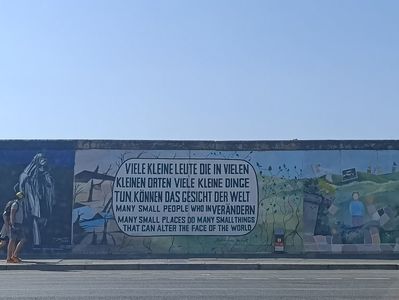 VIELE KLEINE LEUTE DIE IN VIELEN
KLEINEN ORTEN VIELE KLEINE DINGE
TUN, KÖNNEN DAS GESICHT DER WELT
MANY SMALL PEOPLE WHO IN VERÄNDERN
MANY SMALL PLACES DO MANY SMALL THINGS
THAT CAN ALTER THE FACE OF THE WORLD